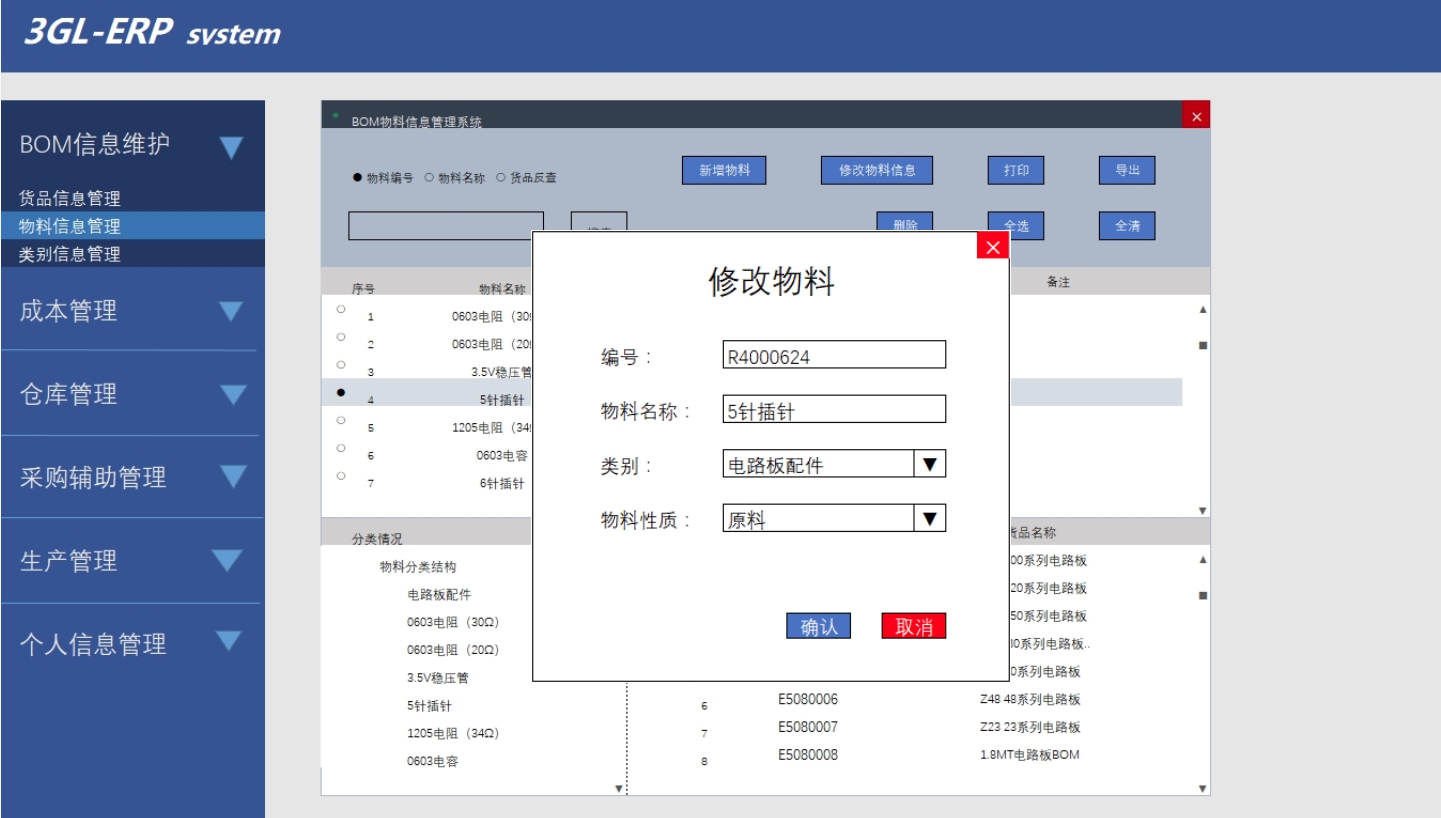 3GL-ERP system
BOM信息维护
货品信息管理
物料信息管理
类别信息管理
成本管理
仓库管理
采购辅助管理
生产管理
个人信息管理
BOM物料信息管理系统
物料编号 物料名称 货品反查
新增物料 修改物料信息 打印 导出
删除 全选 全清
序号 物料名称 备注
1 0603电阻（30
2 0603电阻（20
3 3.5V稳压管
4 5针插针
5 1205电阻（34
6 0603电容
7 6针插针
修改物料
编号： R4000624
物料名称： 5针插针
类别： 电路板配件
物料性质： 原料
确认 取消
分类情况
物料分类结构
电路板配件
0603电阻（30Ω）
0603电阻（20Ω）
3.5V稳压管
5针插针
1205电阻（34Ω）
0603电容
货品名称
00系列电路板
20系列电路板
50系列电路板
30系列电路板..
0系列电路板
6 E5080006 Z48 48系列电路板
7 E5080007 Z23 23系列电路板
8 E5080008 1.8MT电路板BOM